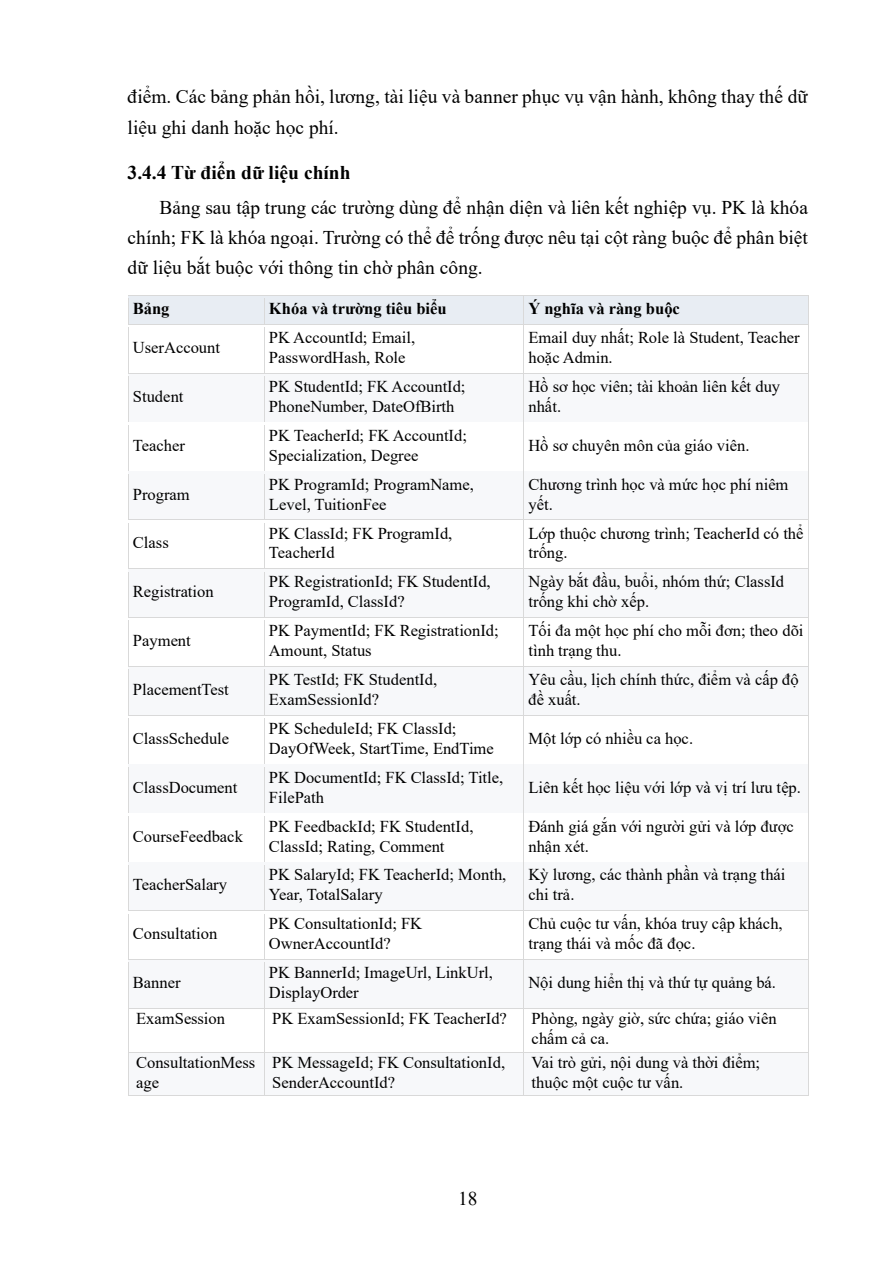 điểm. Các bảng phản hồi, lương, tài liệu và banner phục vụ vận hành, không thay thế dữ
liệu ghi danh hoặc học phí.
3.4.4 Từ điển dữ liệu chính
Bảng sau tập trung các trường dùng để nhận diện và liên kết nghiệp vụ. PK là khóa
chính; FK là khóa ngoại. Trường có thể để trống được nêu tại cột ràng buộc để phân biệt
dữ liệu bắt buộc với thông tin chờ phân công.
Bảng Khóa và trường tiêu biểu Ý nghĩa và ràng buộc
UserAccount
PK AccountId; Email,
PasswordHash, Role
Email duy nhất; Role là Student, Teacher
hoặc Admin.
Student
PK StudentId; FK AccountId;
PhoneNumber, DateOfBirth
Hồ sơ học viên; tài khoản liên kết duy
nhất.
Teacher
PK TeacherId; FK AccountId;
Specialization, Degree
Hồ sơ chuyên môn của giáo viên.
Program
PK ProgramId; ProgramName,
Level, TuitionFee
Chương trình học và mức học phí niêm
yết.
Class
PK ClassId; FK ProgramId,
TeacherId
Lớp thuộc chương trình; TeacherId có thể
trống.
Registration
PK RegistrationId; FK StudentId,
ProgramId, ClassId?
Ngày bắt đầu, buổi, nhóm thứ; ClassId
trống khi chờ xếp.
Payment
PK PaymentId; FK RegistrationId;
Amount, Status
Tối đa một học phí cho mỗi đơn; theo dõi
tình trạng thu.
PlacementTest
PK TestId; FK StudentId,
ExamSessionId?
Yêu cầu, lịch chính thức, điểm và cấp độ
đề xuất.
ClassSchedule
PK ScheduleId; FK ClassId;
DayOfWeek, StartTime, EndTime
Một lớp có nhiều ca học.
ClassDocument
PK DocumentId; FK ClassId; Title,
FilePath
Liên kết học liệu với lớp và vị trí lưu tệp.
CourseFeedback
PK FeedbackId; FK StudentId,
ClassId; Rating, Comment
Đánh giá gắn với người gửi và lớp được
nhận xét.
TeacherSalary
PK SalaryId; FK TeacherId; Month,
Year, TotalSalary
Kỳ lương, các thành phần và trạng thái
chi trả.
Consultation
PK ConsultationId; FK
OwnerAccountId?
Chủ cuộc tư vấn, khóa truy cập khách,
trạng thái và mốc đã đọc.
Banner
PK BannerId; ImageUrl, LinkUrl,
DisplayOrder
Nội dung hiển thị và thứ tự quảng bá.
ExamSession
PK ExamSessionId; FK TeacherId?
Phòng, ngày giờ, sức chứa; giáo viên
chấm cả ca.
ConsultationMess
age
PK MessageId; FK ConsultationId,
SenderAccountId?
Vai trò gửi, nội dung và thời điểm;
thuộc một cuộc tư vấn.
18